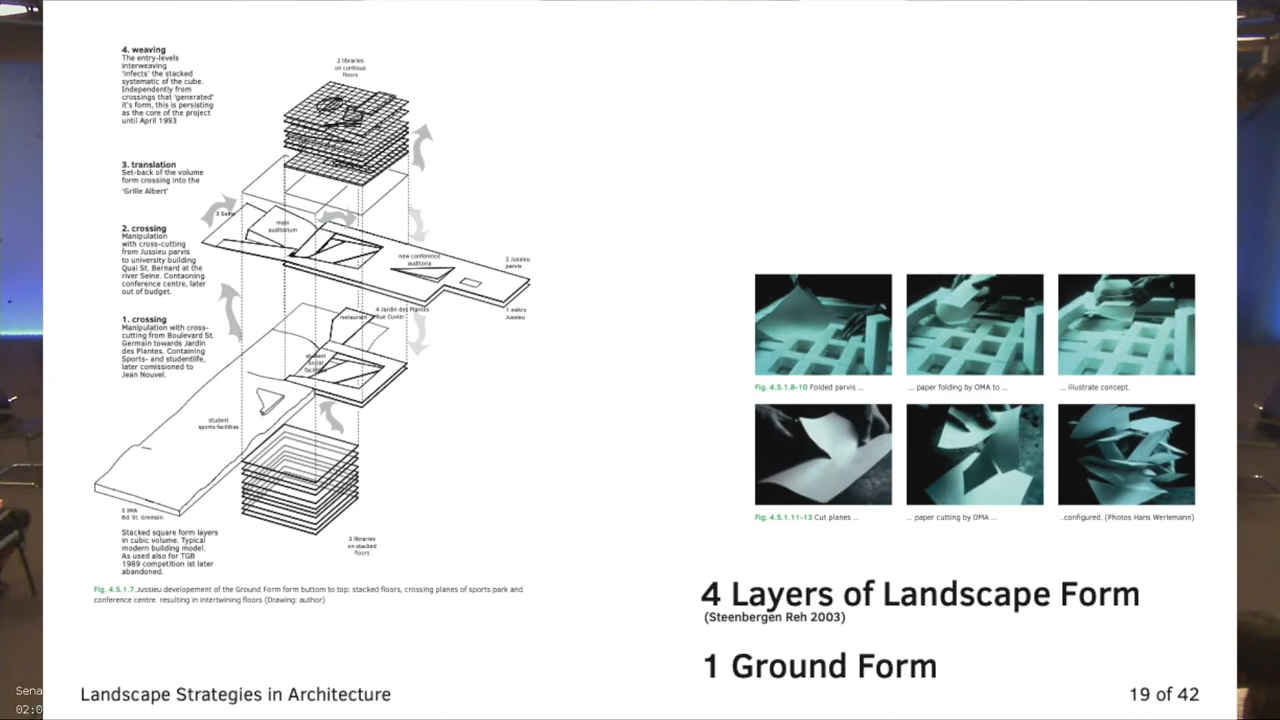 4. weaving
The entry-levels
interweaving
'infects' the stacked
systematic of the cube.
Independently from
crossings that 'generated'
it's form, this is persisting
as the core of the project
until April 1993
3. translation
Set-back of the volume
form crossing into the
'Grille Albert'
2. crossing
Manipulation
with cross-cutting
from Jussieu parvis
to university building
Quai St. Bernard at the
river Seine. Contaoning
conference centre, later
out of budget.
1. crossing
Manipulation with cross-
cutting from Boulevard St.
Germain towards Jardin
des Plantes. Containing
Sports- and studentlife,
later comissioned to
Jean Nouvel.
2 libraries
on contious
floors
3 Seine
main
auditorium
new conference
auditoria
2 Jussieu
parvis
1 métro
Jussieu
4 Jardin des Plantes
Rue Cuvier
restaurant
student
social
facilities
student
sports facilities
5 IMA
Bd. St. Gremain
Stacked square form layers
in cubic volume. Typical
modern building model.
As used also for TGB
1989 competition ist later
abandoned.
2 libraries
on stacked
floors
Fig. 4.5.1.7.Jussieu developement of the Ground Form form buttom to top: stacked floors, crossing planes of sports park and
conference centre. resulting in intertwining floors (Drawing: author)
Fig. 4.5.1.8-10 Folded parvis ...
... paper folding by OMA to ...
... illustrate concept.
Fig. 4.5.1.11-13 Cut planes ...
... paper cutting by OMA ...
..configured. (Photos Hans Werlemann)
4 Layers of Landscape Form
(Steenbergen Reh 2003)
1 Ground Form
Landscape Strategies in Architecture
19 of 42
Sena
02:0